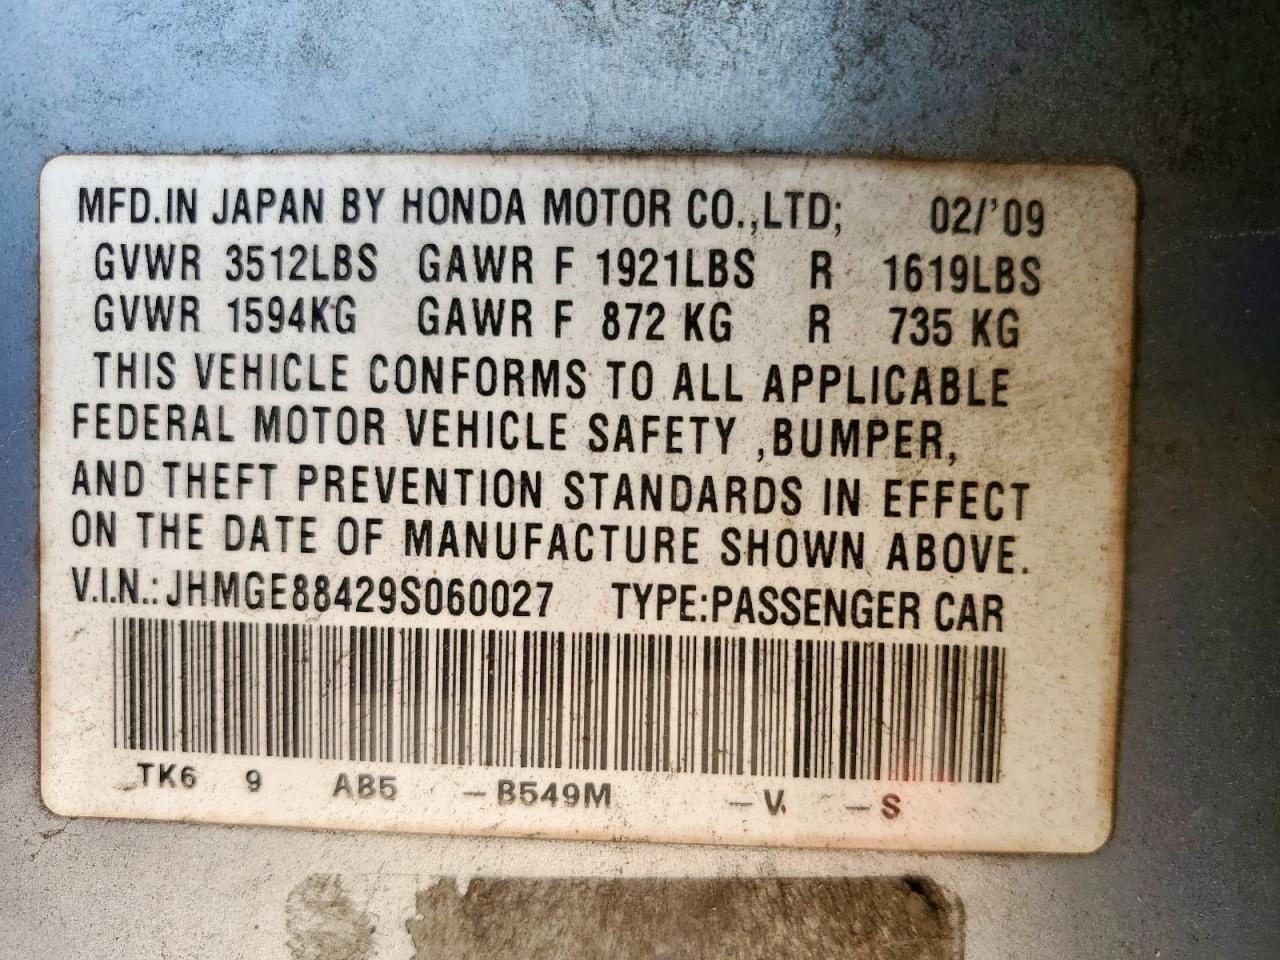 MFD.IN JAPAN BY HONDA MOTOR CO.,LTD; 02/'09
GVWR 3512LBS GAWR F 1921LBS R 1619LBS
GVWR 1594KG GAWR F 872 KG R 735 KG
THIS VEHICLE CONFORMS TO ALL APPLICABLE
FEDERAL MOTOR VEHICLE SAFETY ,BUMPER,
AND THEFT PREVENTION STANDARDS IN EFFECT
ON THE DATE OF MANUFACTURE SHOWN ABOVE.
V.I.N.: JHMGE88429S060027 TYPE:PASSENGER CAR
TK6 9 AB5 –B549M –V –S